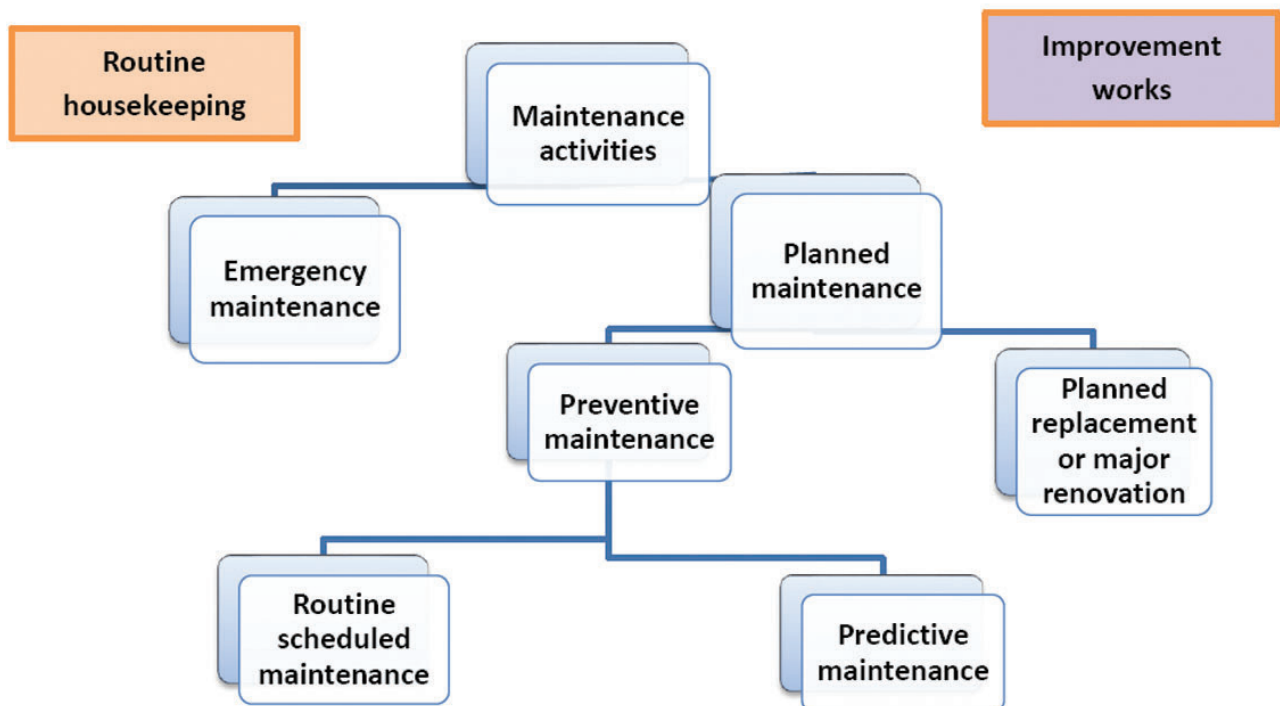 Routine
housekeeping
Improvement
works
Maintenance
activities
Emergency
maintenance
Planned
maintenance
Preventive
maintenance
Planned
replacement
or major
renovation
Routine
scheduled
maintenance
Predictive
maintenance